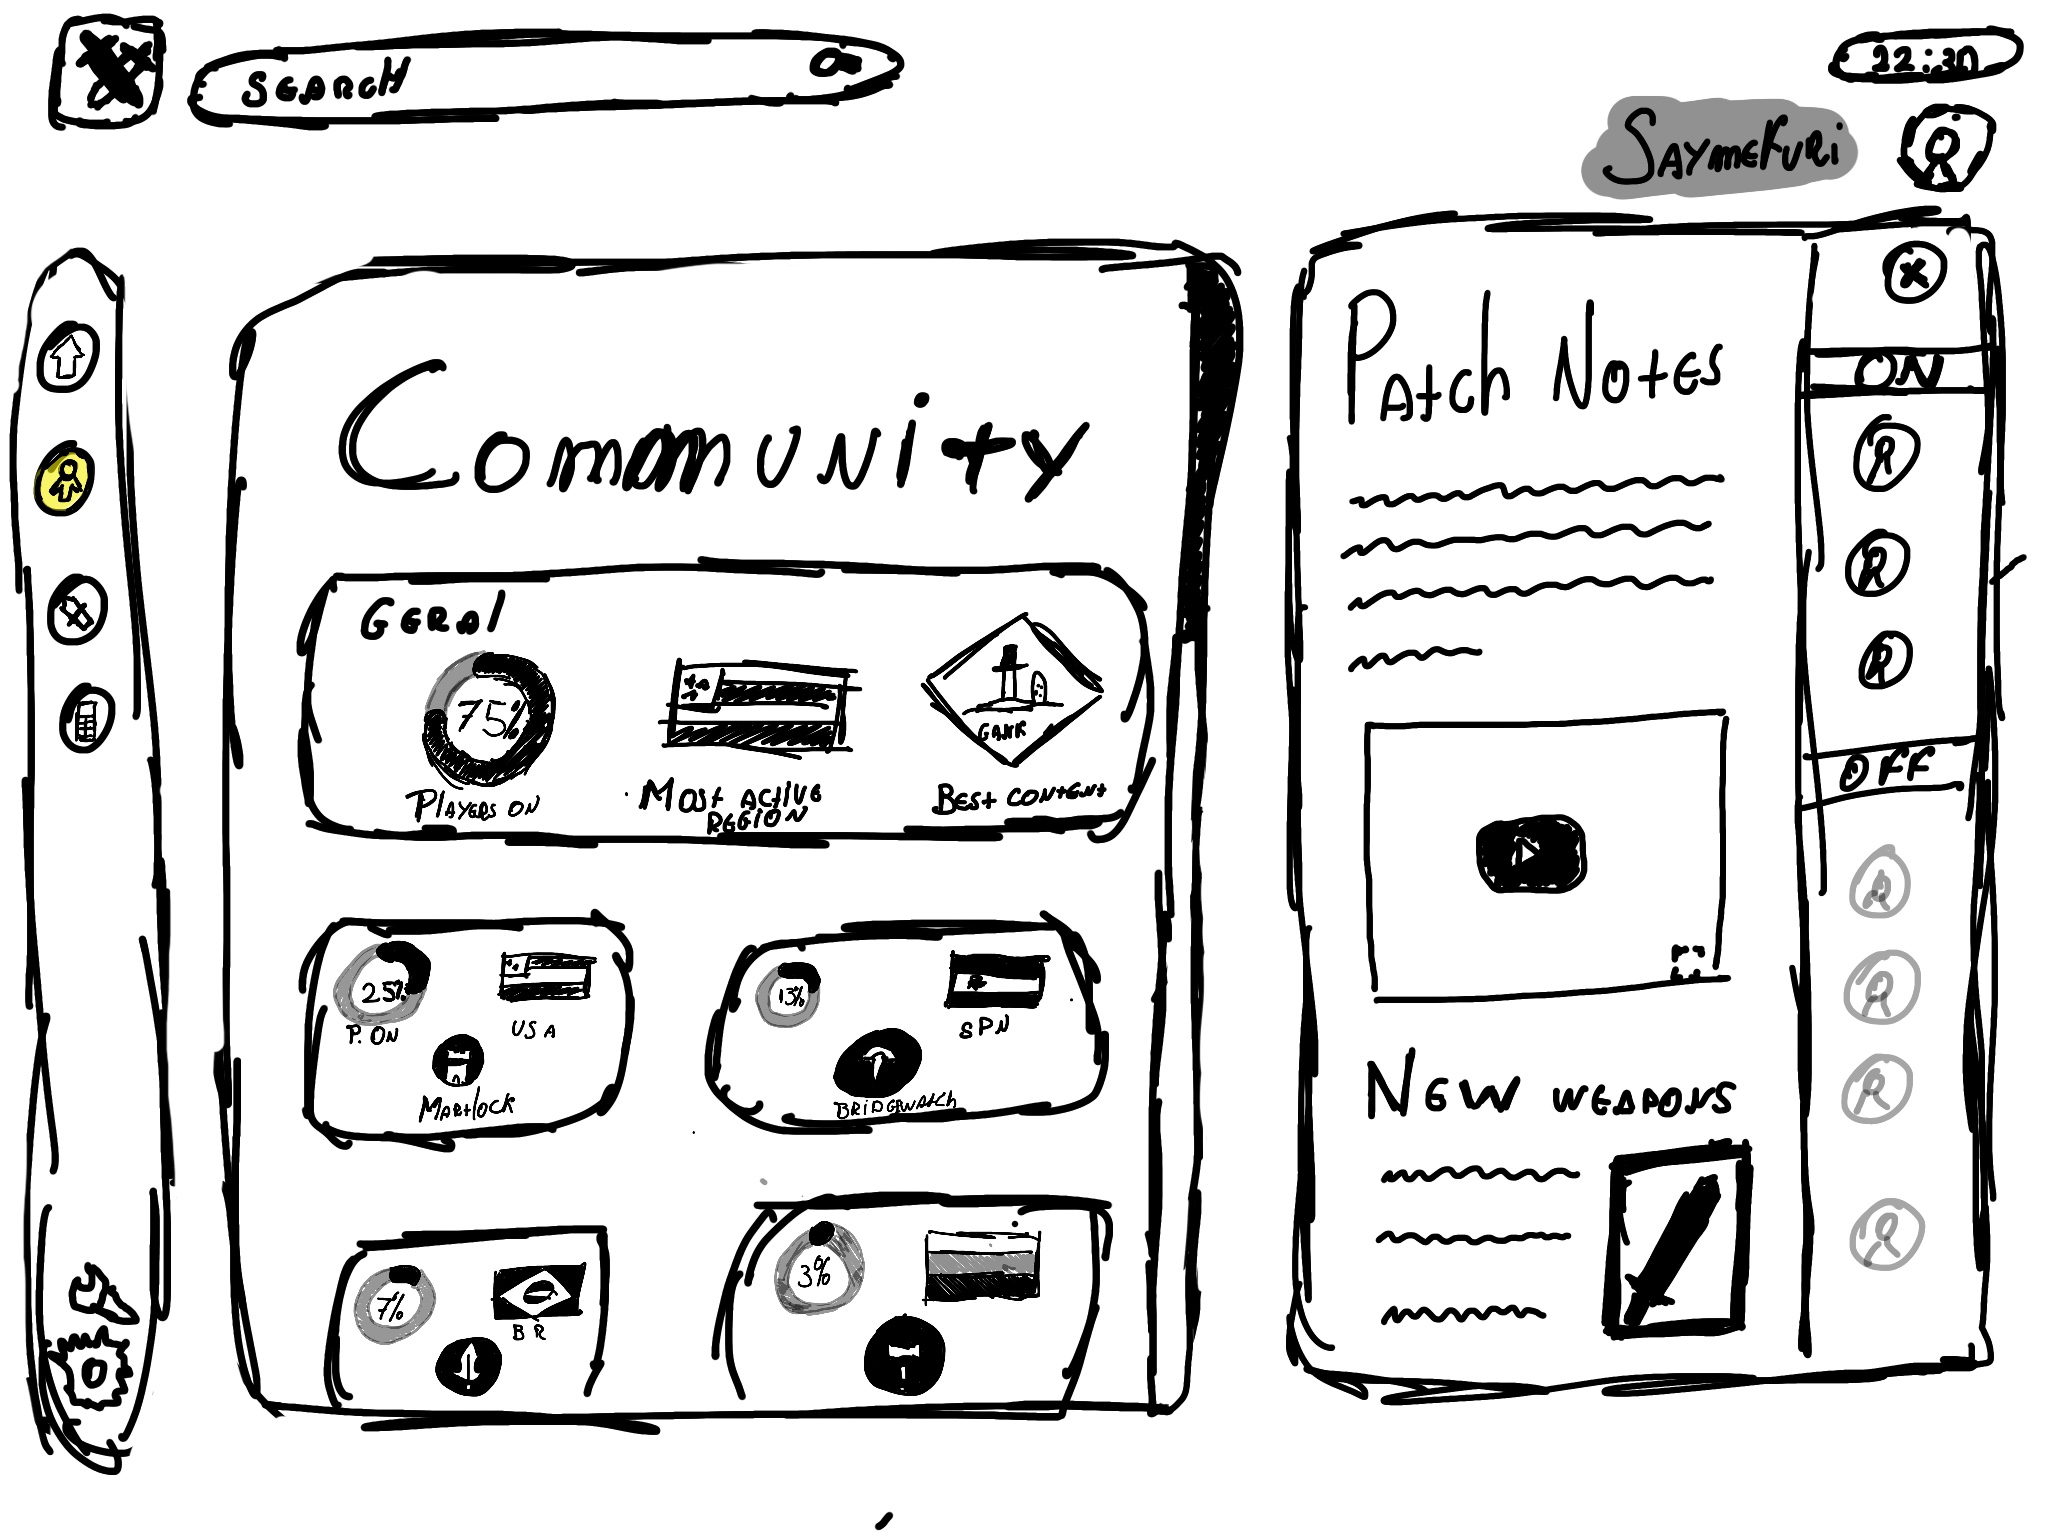 SEARCH
22:30
SAYMEKURI
COMMUNITY
GERAL
75%
PLAYERS ON
MOST ACTIVE
REGION
GANK
BEST CONTENT
25%
P. ON
USA
MARTLOCK
13%
SPN
BRIDGEWATCH
7%
BR
3%
PATCH NOTES
NEW WEAPONS
ON
OFF